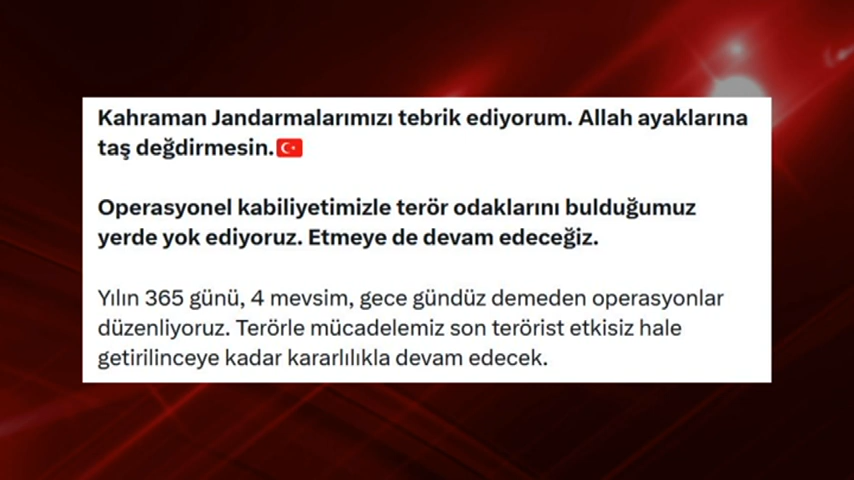 Kahraman Jandarmalarımızı tebrik ediyorum. Allah ayaklarına
taş değdirmesin.🇹🇷
Operasyonel kabiliyetimizle terör odaklarını bulduğumuz
yerde yok ediyoruz. Etmeye de devam edeceğiz.
Yılın 365 günü, 4 mevsim, gece gündüz demeden operasyonlar
düzenliyoruz. Terörle mücadelemiz son terörist etkisiz hale
getirilinceye kadar kararlılıkla devam edecek.